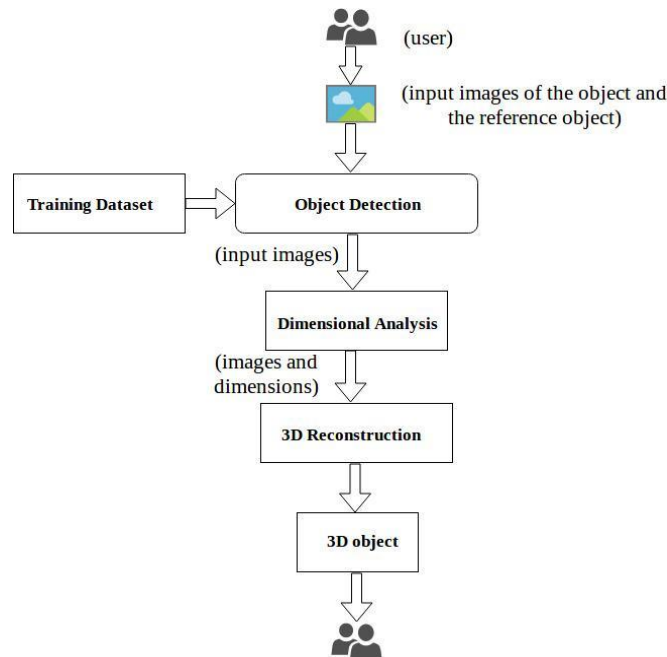 (user)
(input images of the object and
the reference object)
Training Dataset
Object Detection
(input images)
Dimensional Analysis
(images and
dimensions)
3D Reconstruction
3D object